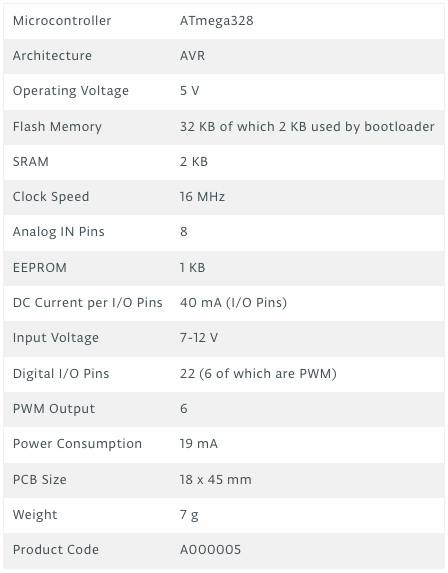 Microcontroller ATmega328
Architecture AVR
Operating Voltage 5 V
Flash Memory 32 KB of which 2 KB used by bootloader
SRAM 2 KB
Clock Speed 16 MHz
Analog IN Pins 8
EEPROM 1 KB
DC Current per I/O Pins 40 mA (I/O Pins)
Input Voltage 7-12 V
Digital I/O Pins 22 (6 of which are PWM)
PWM Output 6
Power Consumption 19 mA
PCB Size 18 x 45 mm
Weight 7 g
Product Code A000005